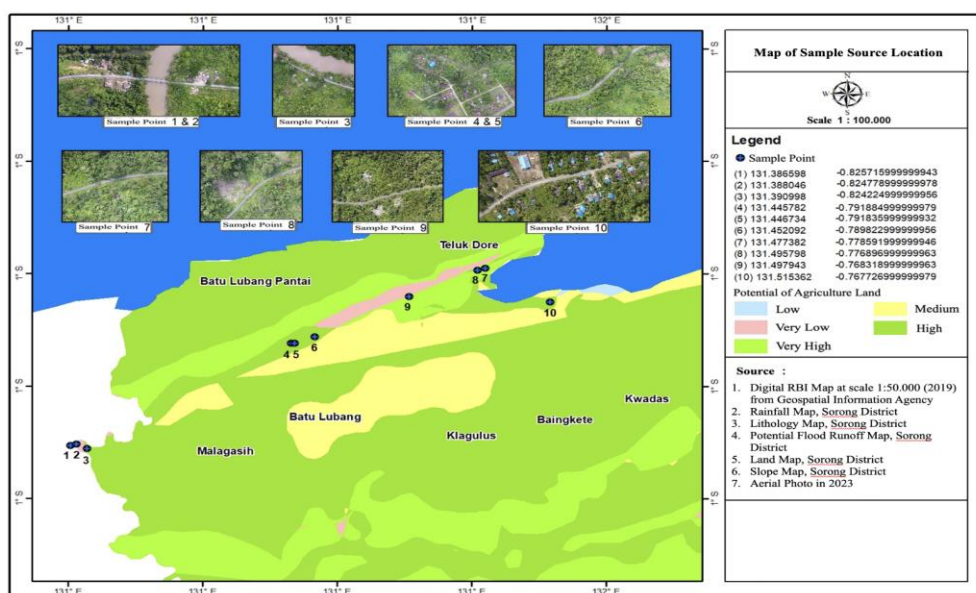 131° E 131° E 131° E 131° E 132° E
1°S
1°S
1°S
1°S
1°S
Sample Point 1 & 2
Sample Point 3
Sample Point 4 & 5
Sample Point 6
Sample Point 7
Sample Point 8
Sample Point 9
Sample Point 10
Teluk Dore
Batu Lubang Pantai
8 7
9
10
6
4 5
Batu Lubang
Kwadas
Baingkete
Klagulus
Malagasih
1 2 3
131° E 131° E 131° E 131° E 132° E
1°S
1°S
1°S
1°S
1°S
Map of Sample Source Location
N
W E
S
Scale 1 : 100.000
Legend
Sample Point
(1) 131.386598 -0.825715999999943
(2) 131.388046 -0.824778999999978
(3) 131.390998 -0.824224999999956
(4) 131.445782 -0.791884999999979
(5) 131.446734 -0.791835999999932
(6) 131.452092 -0.789822999999956
(7) 131.477382 -0.778591999999946
(8) 131.495798 -0.776896999999963
(9) 131.497943 -0.768318999999963
(10) 131.515362 -0.767726999999979
Potential of Agriculture Land
Low Medium
Very Low High
Very High
Source :
1. Digital RBI Map at scale 1:50.000 (2019)
from Geospatial Information Agency
2. Rainfall Map, Sorong District
3. Lithology Map, Sorong District
4. Potential Flood Runoff Map, Sorong
District
5. Land Map, Sorong District
6. Slope Map, Sorong District
7. Aerial Photo in 2023